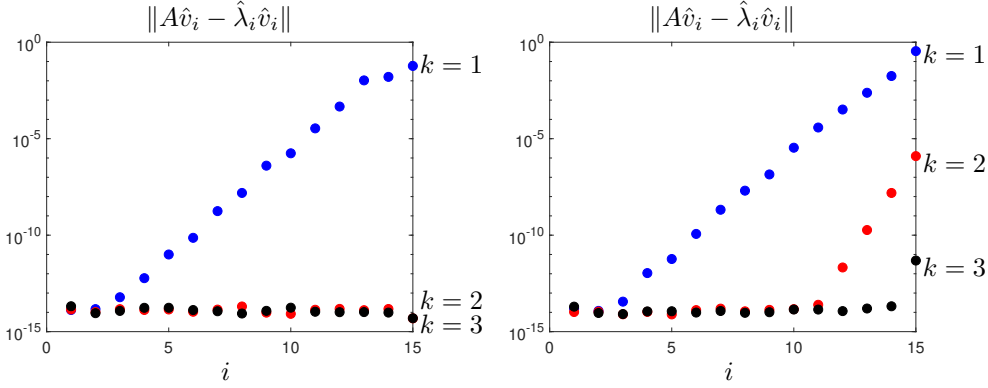 ‖Av̂ᵢ − λ̂ᵢv̂ᵢ‖
10⁰
10⁻⁵
10⁻¹⁰
10⁻¹⁵
k = 1
k = 2
k = 3
5
10
15
i
‖Av̂ᵢ − λ̂ᵢv̂ᵢ‖
10⁰
10⁻⁵
10⁻¹⁰
10⁻¹⁵
k = 1
k = 2
k = 3
0
5
10
15
i